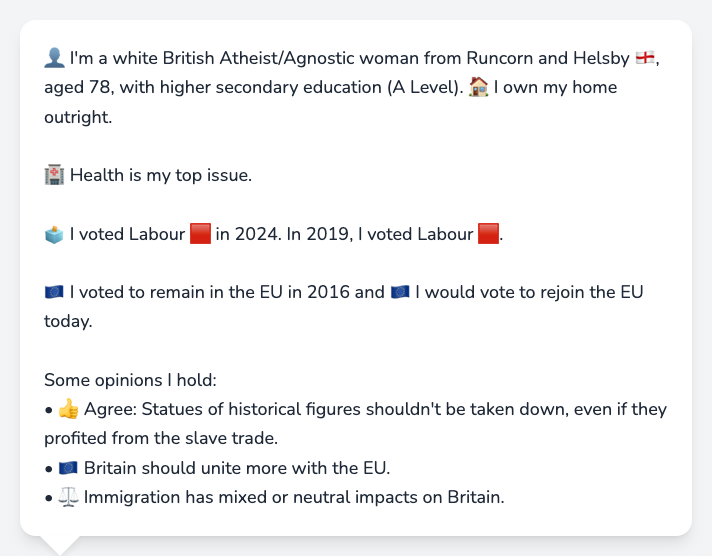 👤 I'm a white British Atheist/Agnostic woman from Runcorn and Helsby 🏴󠁧󠁢󠁥󠁮󠁧󠁿,
aged 78, with higher secondary education (A Level). 🏠 I own my home
outright.
🏥 Health is my top issue.
🗳️ I voted Labour 🟥 in 2024. In 2019, I voted Labour 🟥.
🇪🇺 I voted to remain in the EU in 2016 and 🇪🇺 I would vote to rejoin the EU
today.
Some opinions I hold:
• 👍 Agree: Statues of historical figures shouldn't be taken down, even if they
profited from the slave trade.
• 🇪🇺 Britain should unite more with the EU.
• ⚖️ Immigration has mixed or neutral impacts on Britain.